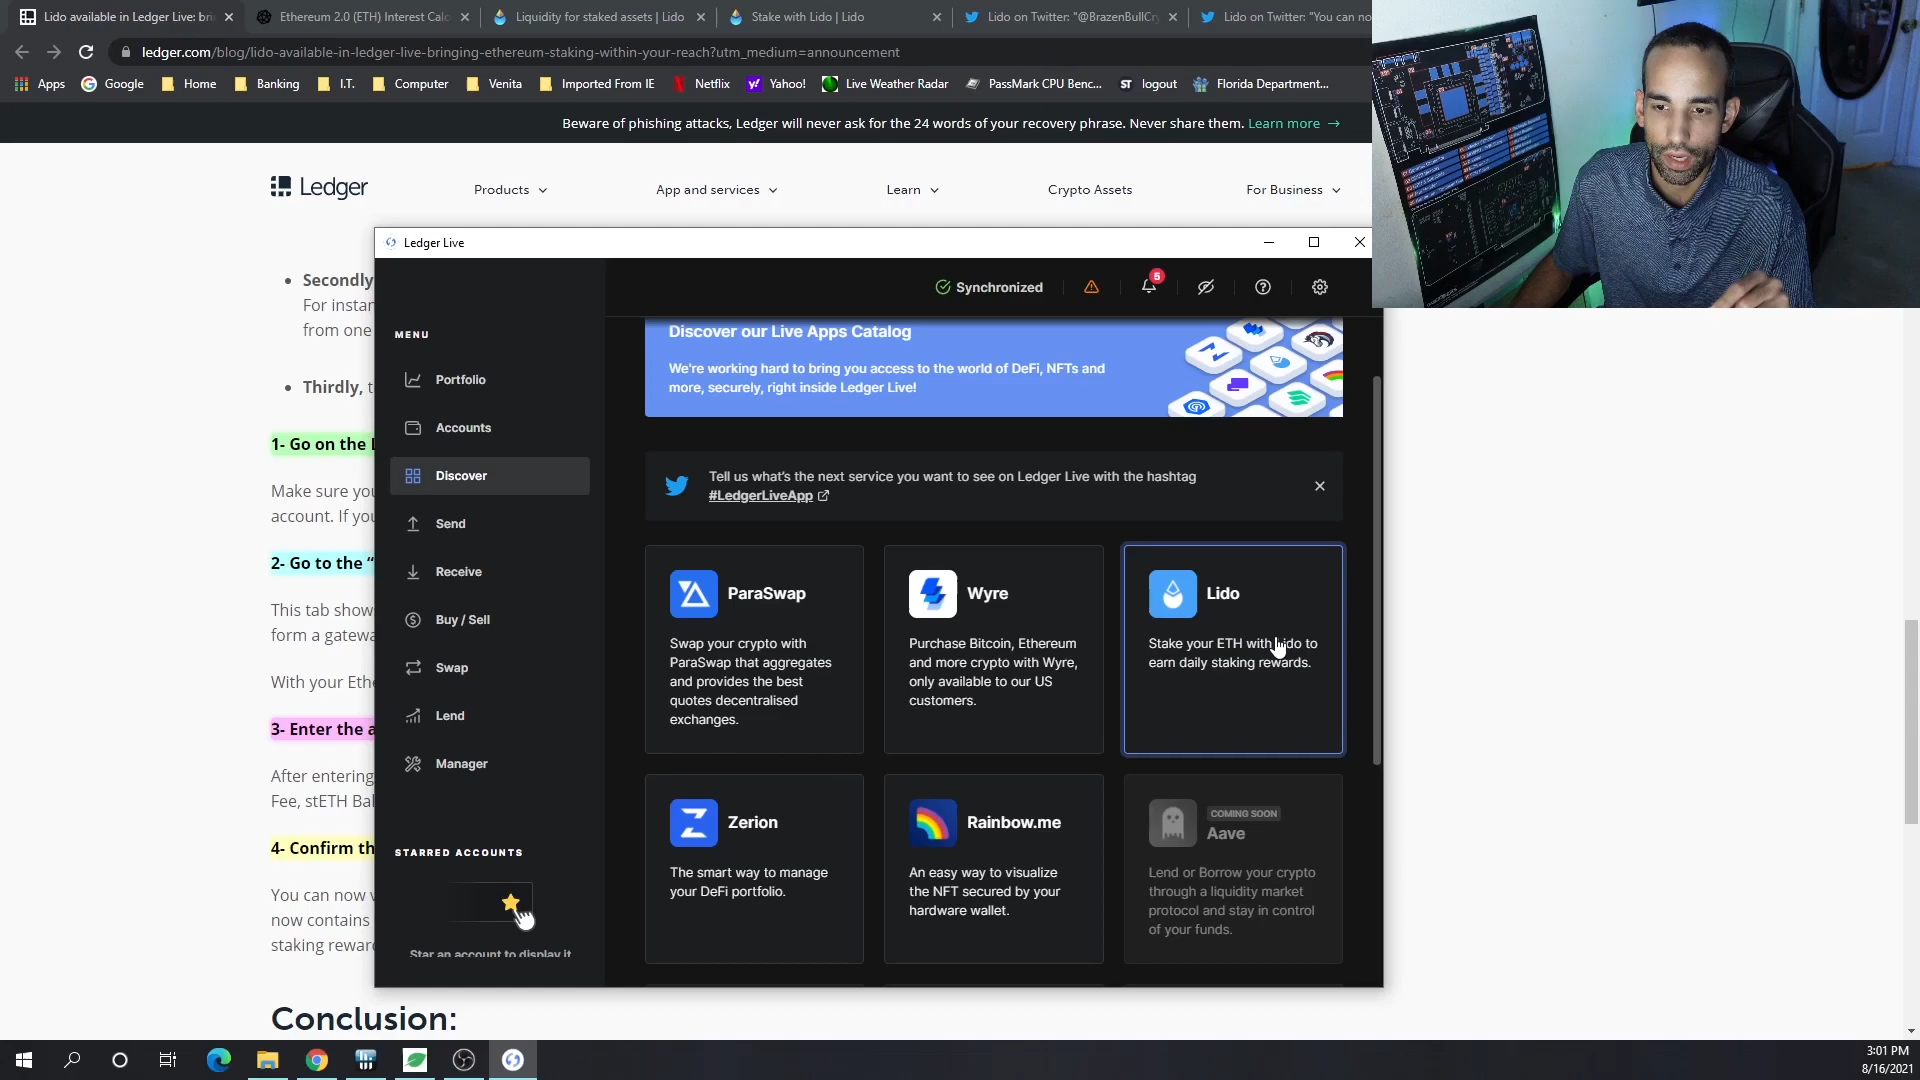 Lido available in Ledger Live: bri
Ethereum 2.0 (ETH) Interest Calc
Liquidity for staked assets | Lido
Stake with Lido | Lido
Lido on Twitter: "@BrazenBullCry
Lido on Twitter: "You can no
ledger.com/blog/lido-available-in-ledger-live-bringing-ethereum-staking-within-your-reach?utm_medium=announcement
Apps
Google
Home
Banking
I.T.
Computer
Venita
Imported From IE
Netflix
Yahoo!
Live Weather Radar
PassMark CPU Benc...
ST logout
Florida Department...
Beware of phishing attacks, Ledger will never ask for the 24 words of your recovery phrase. Never share them. Learn more →
Ledger
Products
App and services
Learn
Crypto Assets
For Business
Secondly
For instan
from one
Thirdly, t
1- Go on the
Make sure you
account. If you
2- Go to the “
This tab show
form a gatewa
With your Eth
3- Enter the a
After entering
Fee, stETH Bal
4- Confirm th
You can now v
now contains
staking rewar
Conclusion:
Ledger Live
Synchronized
5
MENU
Portfolio
Accounts
Discover
Send
Receive
Buy / Sell
Swap
Lend
Manager
STARRED ACCOUNTS
Star an account to display it
Discover our Live Apps Catalog
We're working hard to bring you access to the world of DeFi, NFTs and
more, securely, right inside Ledger Live!
Tell us what's the next service you want to see on Ledger Live with the hashtag
#LedgerLiveApp
ParaSwap
Swap your crypto with
ParaSwap that aggregates
and provides the best
quotes decentralised
exchanges.
Wyre
Purchase Bitcoin, Ethereum
and more crypto with Wyre,
only available to our US
customers.
Lido
Stake your ETH with Lido to
earn daily staking rewards.
Zerion
The smart way to manage
your DeFi portfolio.
Rainbow.me
An easy way to visualize
the NFT secured by your
hardware wallet.
COMING SOON
Aave
Lend or Borrow your crypto
through a liquidity market
protocol and stay in control
of your funds.
3:01 PM
8/16/2021